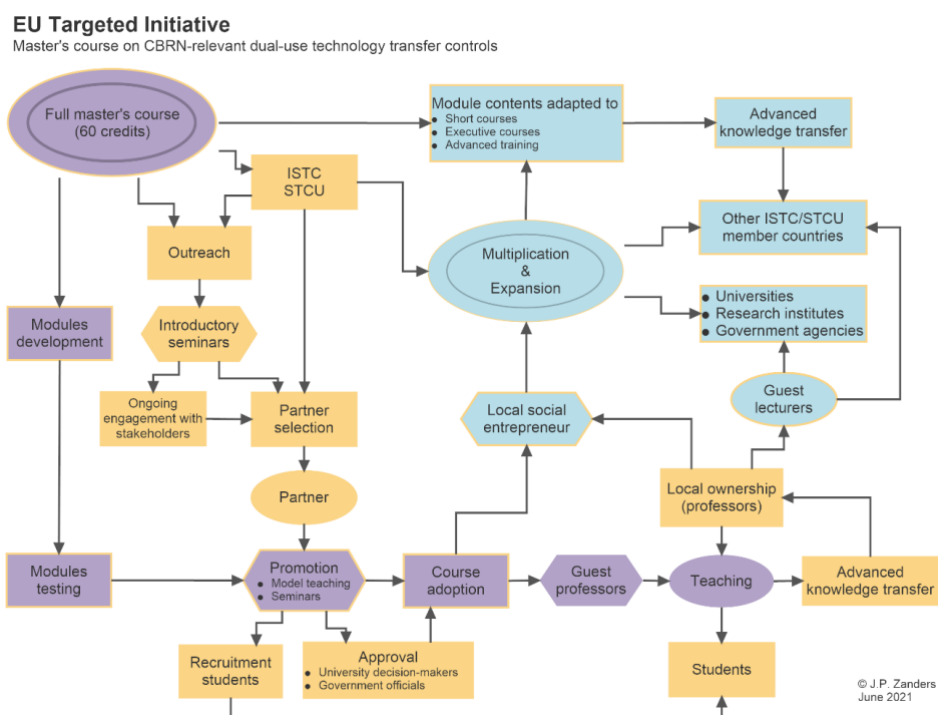 EU Targeted Initiative
Master's course on CBRN-relevant dual-use technology transfer controls
Full master's course
(60 credits)
Module contents adapted to
● Short courses
● Executive courses
● Advanced training
Advanced
knowledge transfer
ISTC
STCU
Other ISTC/STCU
member countries
Outreach
Multiplication
&
Expansion
● Universities
● Research institutes
● Government agencies
Modules
development
Introductory
seminars
Guest
lecturers
Ongoing
engagement with
stakeholders
Partner
selection
Local social
entrepreneur
Partner
Local ownership
(professors)
Modules
testing
Promotion
● Model teaching
● Seminars
Course
adoption
Guest
professors
Teaching
Advanced
knowledge transfer
Recruitment
students
Approval
● University decision-makers
● Government officials
Students
© J.P. Zanders
June 2021